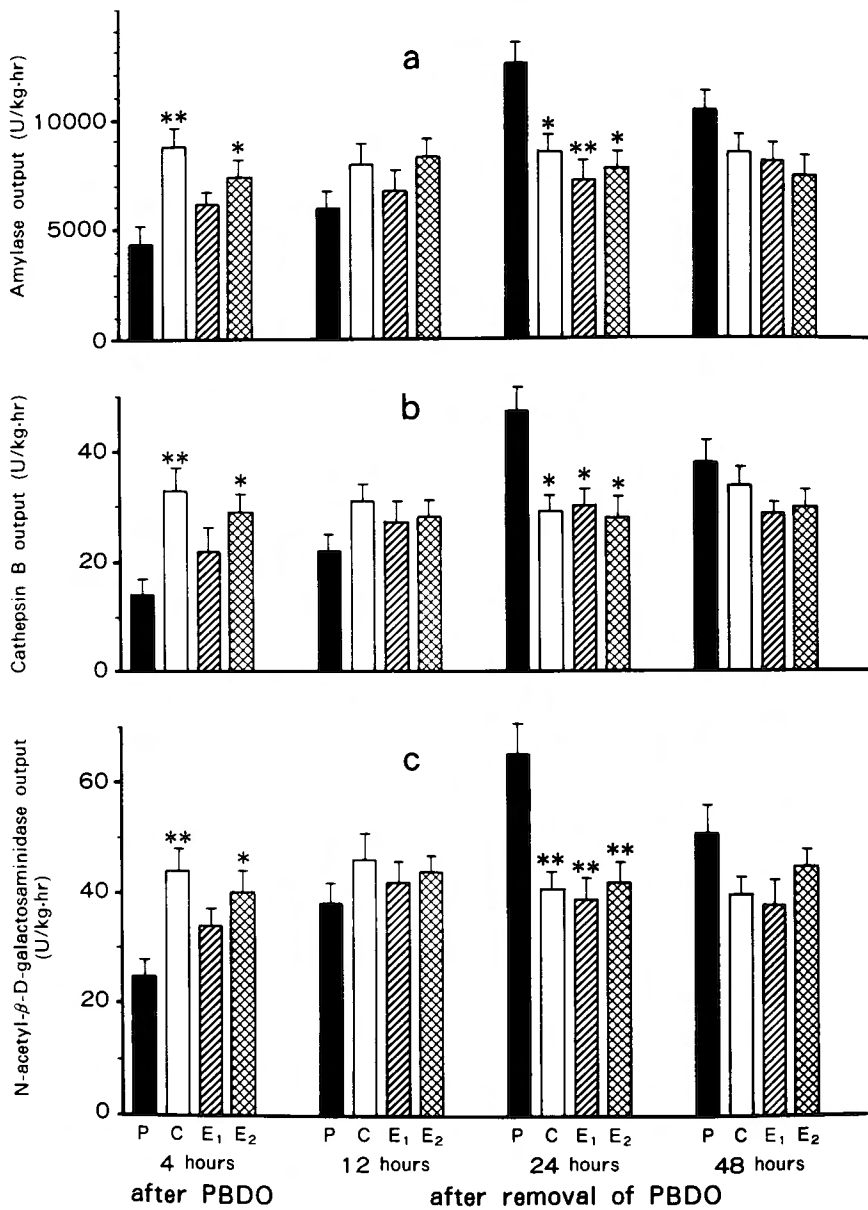 a
Amylase output (U/kg·hr)
10000
5000
0
** *
* ** *
b
Cathepsin B output (U/kg·hr)
40
20
0
** *
* * *
c
N-acetyl-β-D-galactosaminidase output
(U/kg·hr)
60
40
20
0
** *
** ** **
P C E₁ E₂ P C E₁ E₂ P C E₁ E₂ P C E₁ E₂
4 hours 12 hours 24 hours 48 hours
after PBDO after removal of PBDO